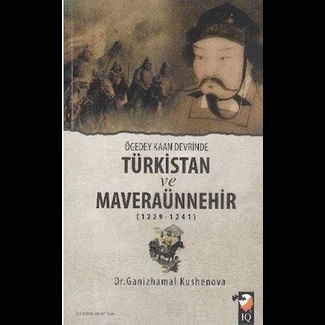 ÖGEDEY KAAN DEVRİNDE
TÜRKİSTAN
ve
MAVERAÜNNEHİR
(1229-1241)
Dr.Ganizhamal Kushenova
IQ